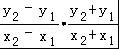 y₂ − y₁   y₂+y₁
─────── • ───────
x₂ − x₁   x₂+x₁